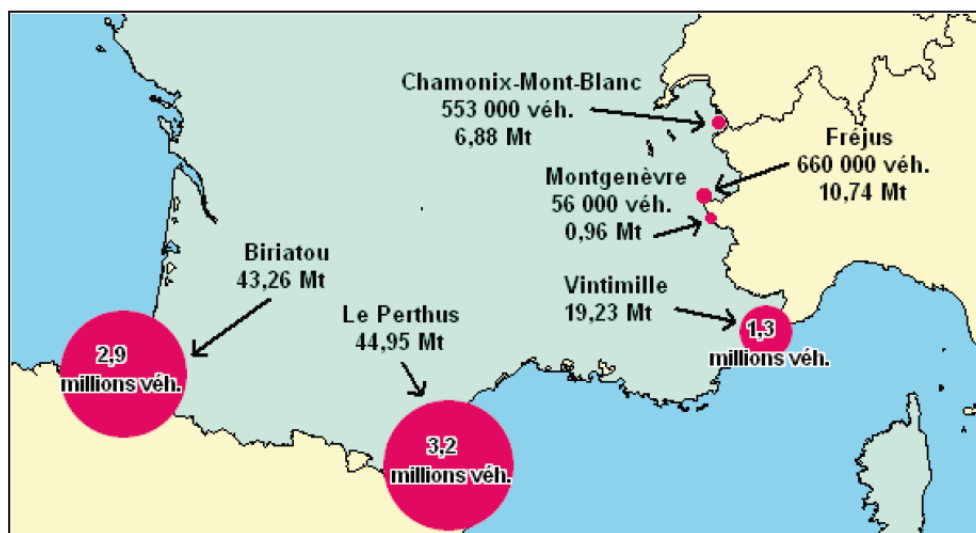 Chamonix-Mont-Blanc
553 000 véh.
6,88 Mt
Fréjus
660 000 véh.
10,74 Mt
Montgenèvre
56 000 véh.
0,96 Mt
Biriatou
43,26 Mt
Vintimille
19,23 Mt
Le Perthus
44,95 Mt
1,3
millions véh.
2,9
millions véh.
3,2
millions véh.